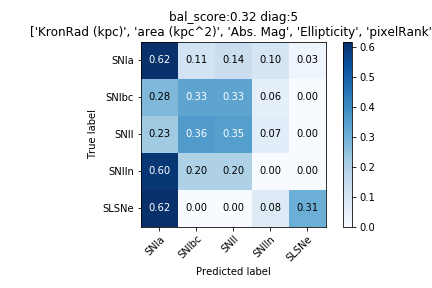 bal_score:0.32 diag:5
['KronRad (kpc)', 'area (kpc^2)', 'Abs. Mag', 'Ellipticity', 'pixelRank'
True label
SNIa 0.62 0.11 0.14 0.10 0.03
SNIbc 0.28 0.33 0.33 0.06 0.00
SNII 0.23 0.36 0.35 0.07 0.00
SNIIn 0.60 0.20 0.20 0.00 0.00
SLSNe 0.62 0.00 0.00 0.08 0.31
SNIa SNIbc SNII SNIIn SLSNe
Predicted label
0.6
0.5
0.4
0.3
0.2
0.1
0.0